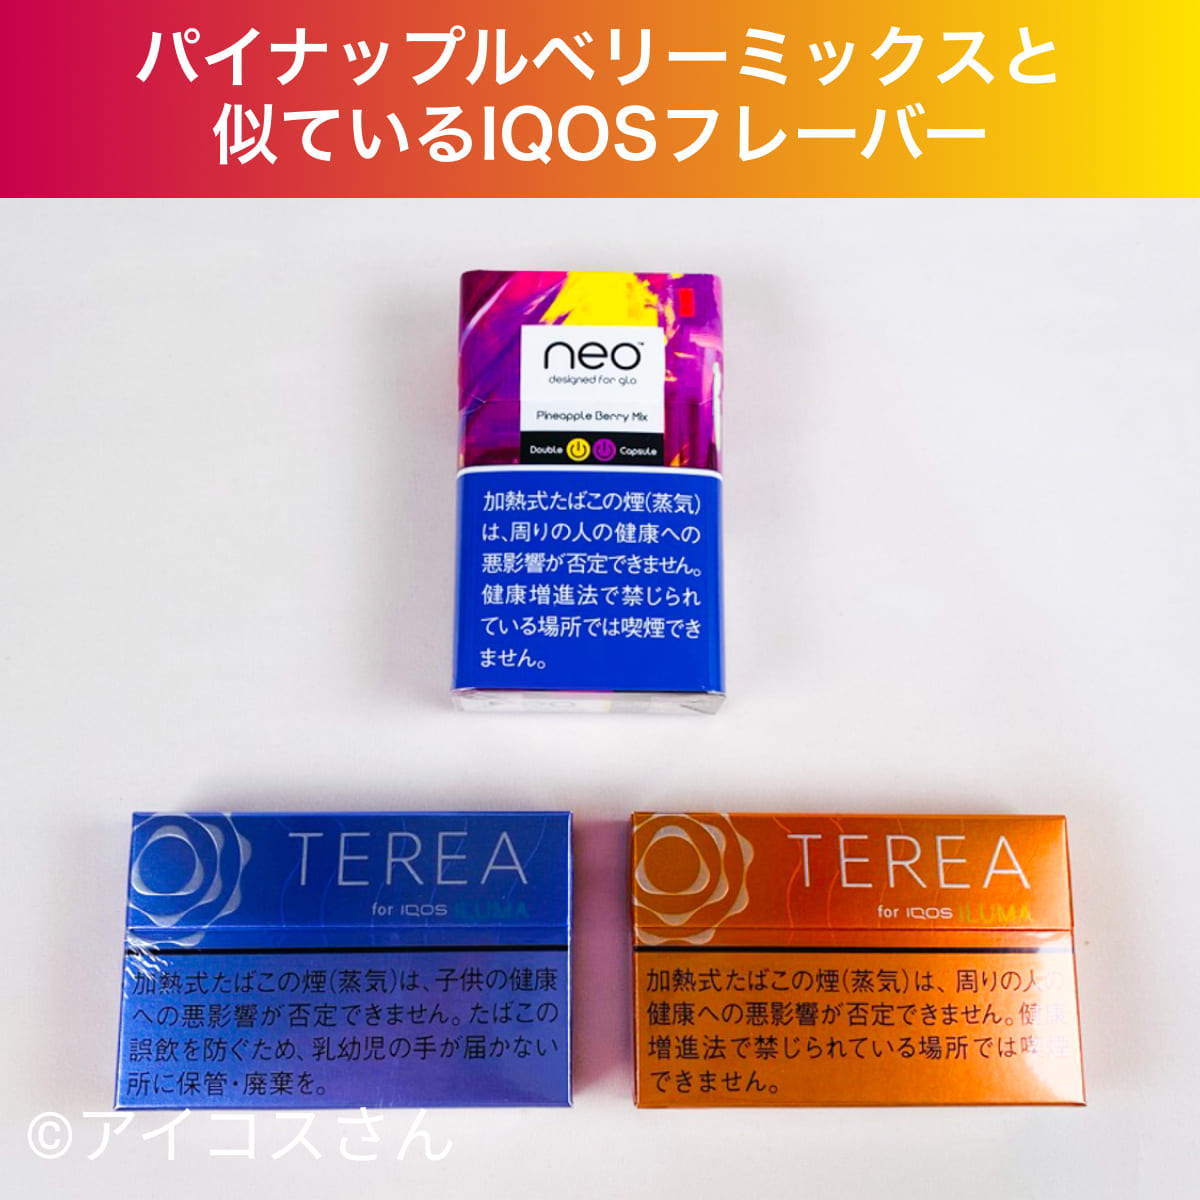 パイナップルベリーミックスと
似ているIQOSフレーバー
neo™
designed for glo
Pineapple Berry Mix
Double Capsule
加熱式たばこの煙(蒸気)
は、周りの人の健康への
悪影響が否定できません。
健康増進法で禁じられ
ている場所では喫煙でき
ません。
TEREA
for IQOS ILUMA
加熱式たばこの煙(蒸気)は、子供の健康
への悪影響が否定できません。たばこの
誤飲を防ぐため、乳幼児の手が届かない
所に保管・廃棄を。
TEREA
for IQOS ILUMA
加熱式たばこの煙(蒸気)は、周りの人の
健康への悪影響が否定できません。健康
増進法で禁じられている場所では喫煙
できません。
©アイコスさん